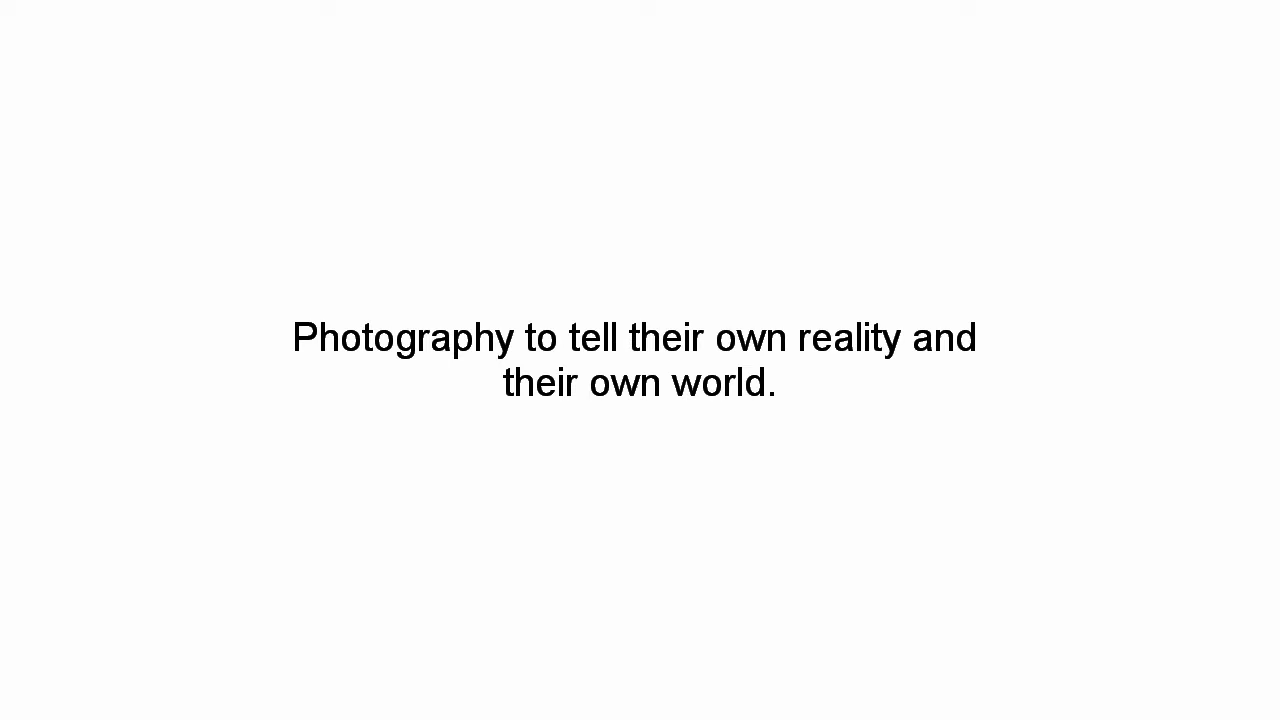 Photography to tell their own reality and
their own world.